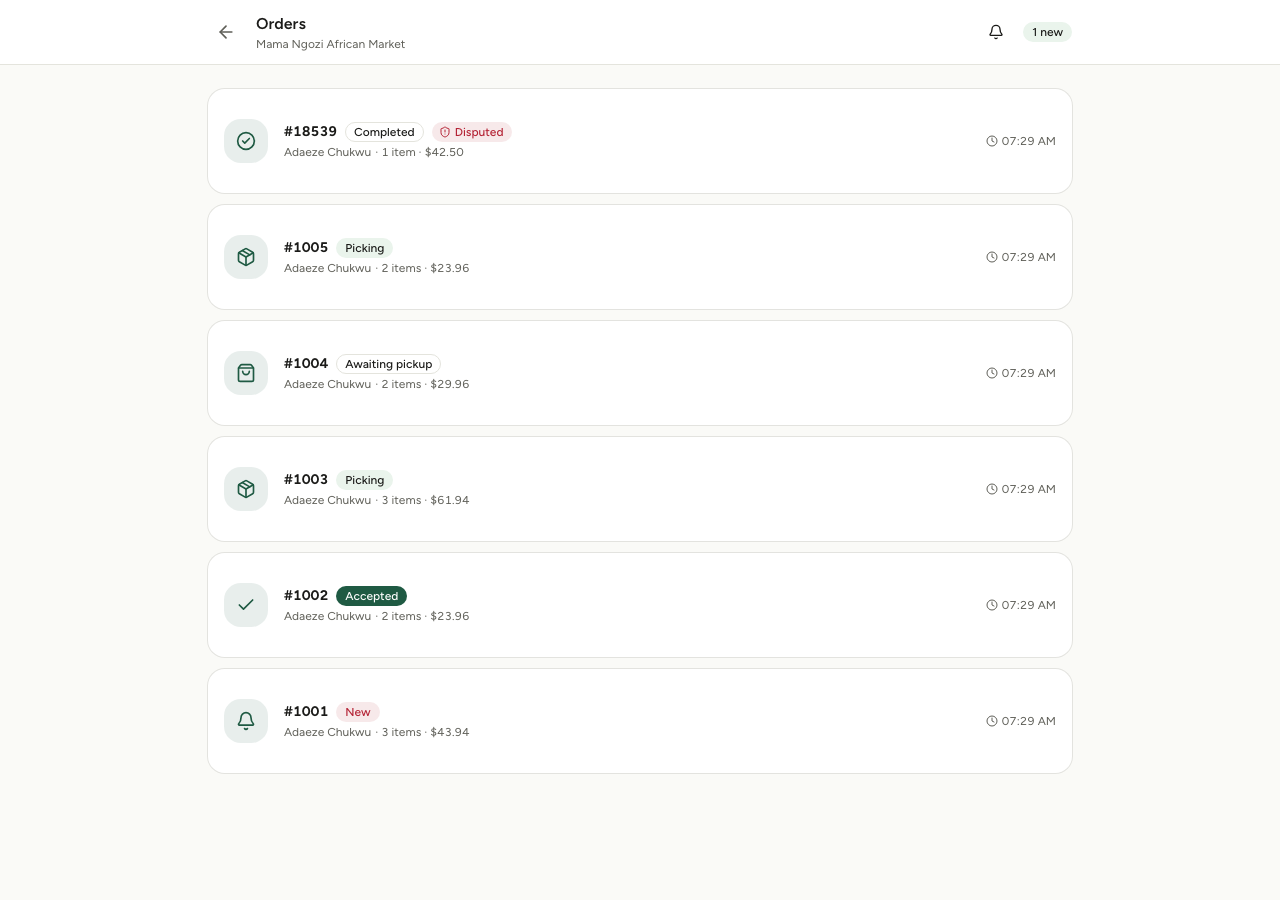 Orders
Mama Ngozi African Market
1 new
#18539 Completed Disputed
Adaeze Chukwu · 1 item · $42.50
07:29 AM
#1005 Picking
Adaeze Chukwu · 2 items · $23.96
07:29 AM
#1004 Awaiting pickup
Adaeze Chukwu · 2 items · $29.96
07:29 AM
#1003 Picking
Adaeze Chukwu · 3 items · $61.94
07:29 AM
#1002 Accepted
Adaeze Chukwu · 2 items · $23.96
07:29 AM
#1001 New
Adaeze Chukwu · 3 items · $43.94
07:29 AM